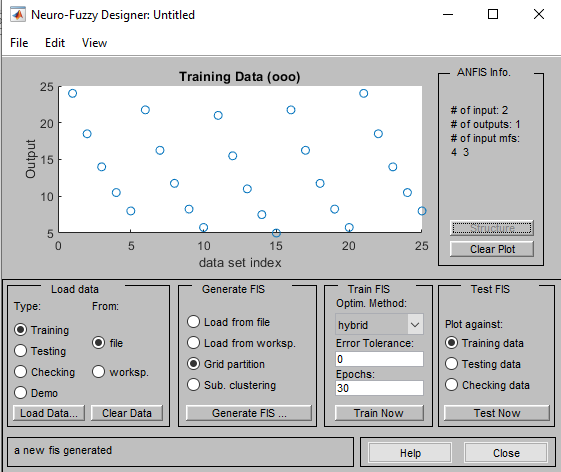 Neuro-Fuzzy Designer: Untitled
File Edit View
Training Data (ooo)
ANFIS Info.
25
20
15
10
5
Output
0 5 10 15 20 25
data set index
# of input: 2
# of outputs: 1
# of input mfs:
4 3
Structure
Clear Plot
Load data
Type: From:
Training
Testing
Checking
Demo
file
worksp.
Load Data... Clear Data
Generate FIS
Load from file
Load from worksp.
Grid partition
Sub. clustering
Generate FIS ...
Train FIS
Optim. Method:
hybrid
Error Tolerance:
0
Epochs:
30
Train Now
Test FIS
Plot against:
Training data
Testing data
Checking data
Test Now
a new fis generated
Help Close